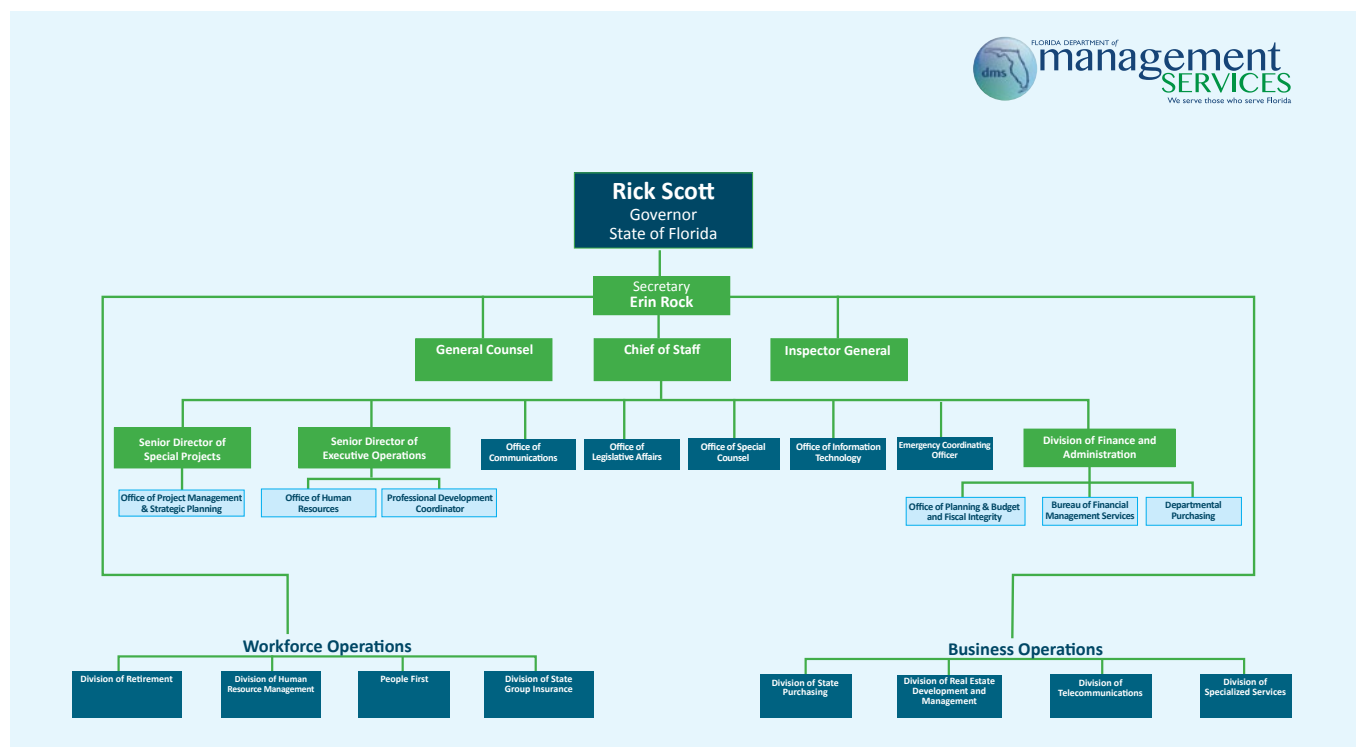 FLORIDA DEPARTMENT of
management
SERVICES
dms
We serve those who serve Florida
Rick Scott
Governor
State of Florida
Secretary
Erin Rock
General Counsel
Chief of Staff
Inspector General
Senior Director of
Special Projects
Senior Director of
Executive Operations
Office of
Communications
Office of
Legislative Affairs
Office of Special
Counsel
Office of Information
Technology
Emergency Coordinating
Officer
Division of Finance and
Administration
Office of Project Management
& Strategic Planning
Office of Human
Resources
Professional Development
Coordinator
Office of Planning & Budget
and Fiscal Integrity
Bureau of Financial
Management Services
Departmental
Purchasing
Workforce Operations
Division of Retirement
Division of Human
Resource Management
People First
Division of State
Group Insurance
Business Operations
Division of State
Purchasing
Division of Real Estate
Development and
Management
Division of
Telecommunications
Division of
Specialized Services